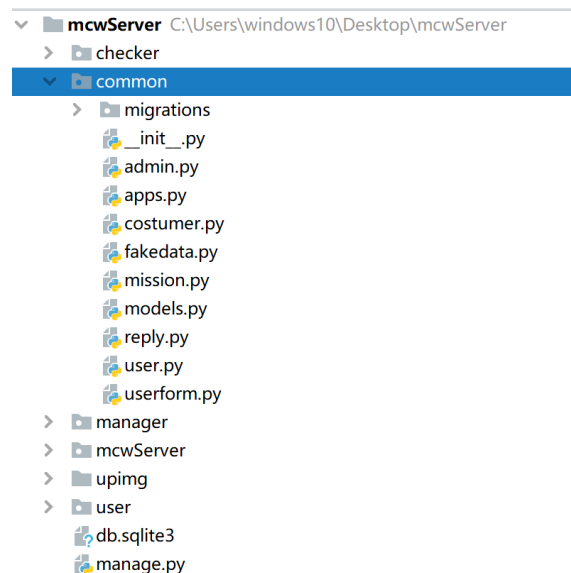 mcwServer C:\Users\windows10\Desktop\mcwServer
checker
common
migrations
__init__.py
admin.py
apps.py
costumer.py
fakedata.py
mission.py
models.py
reply.py
user.py
userform.py
manager
mcwServer
upimg
user
db.sqlite3
manage.py